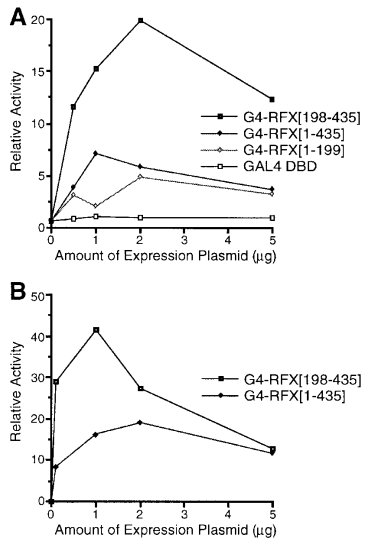 A
20
15
10
5
0
Relative Activity
G4-RFX[198-435]
G4-RFX[1-435]
G4-RFX[1-199]
GAL4 DBD
0 1 2 3 4 5
Amount of Expression Plasmid (μg)
B
50
40
30
20
10
0
Relative Activity
G4-RFX[198-435]
G4-RFX[1-435]
0 1 2 3 4 5
Amount of Expression Plasmid (μg)